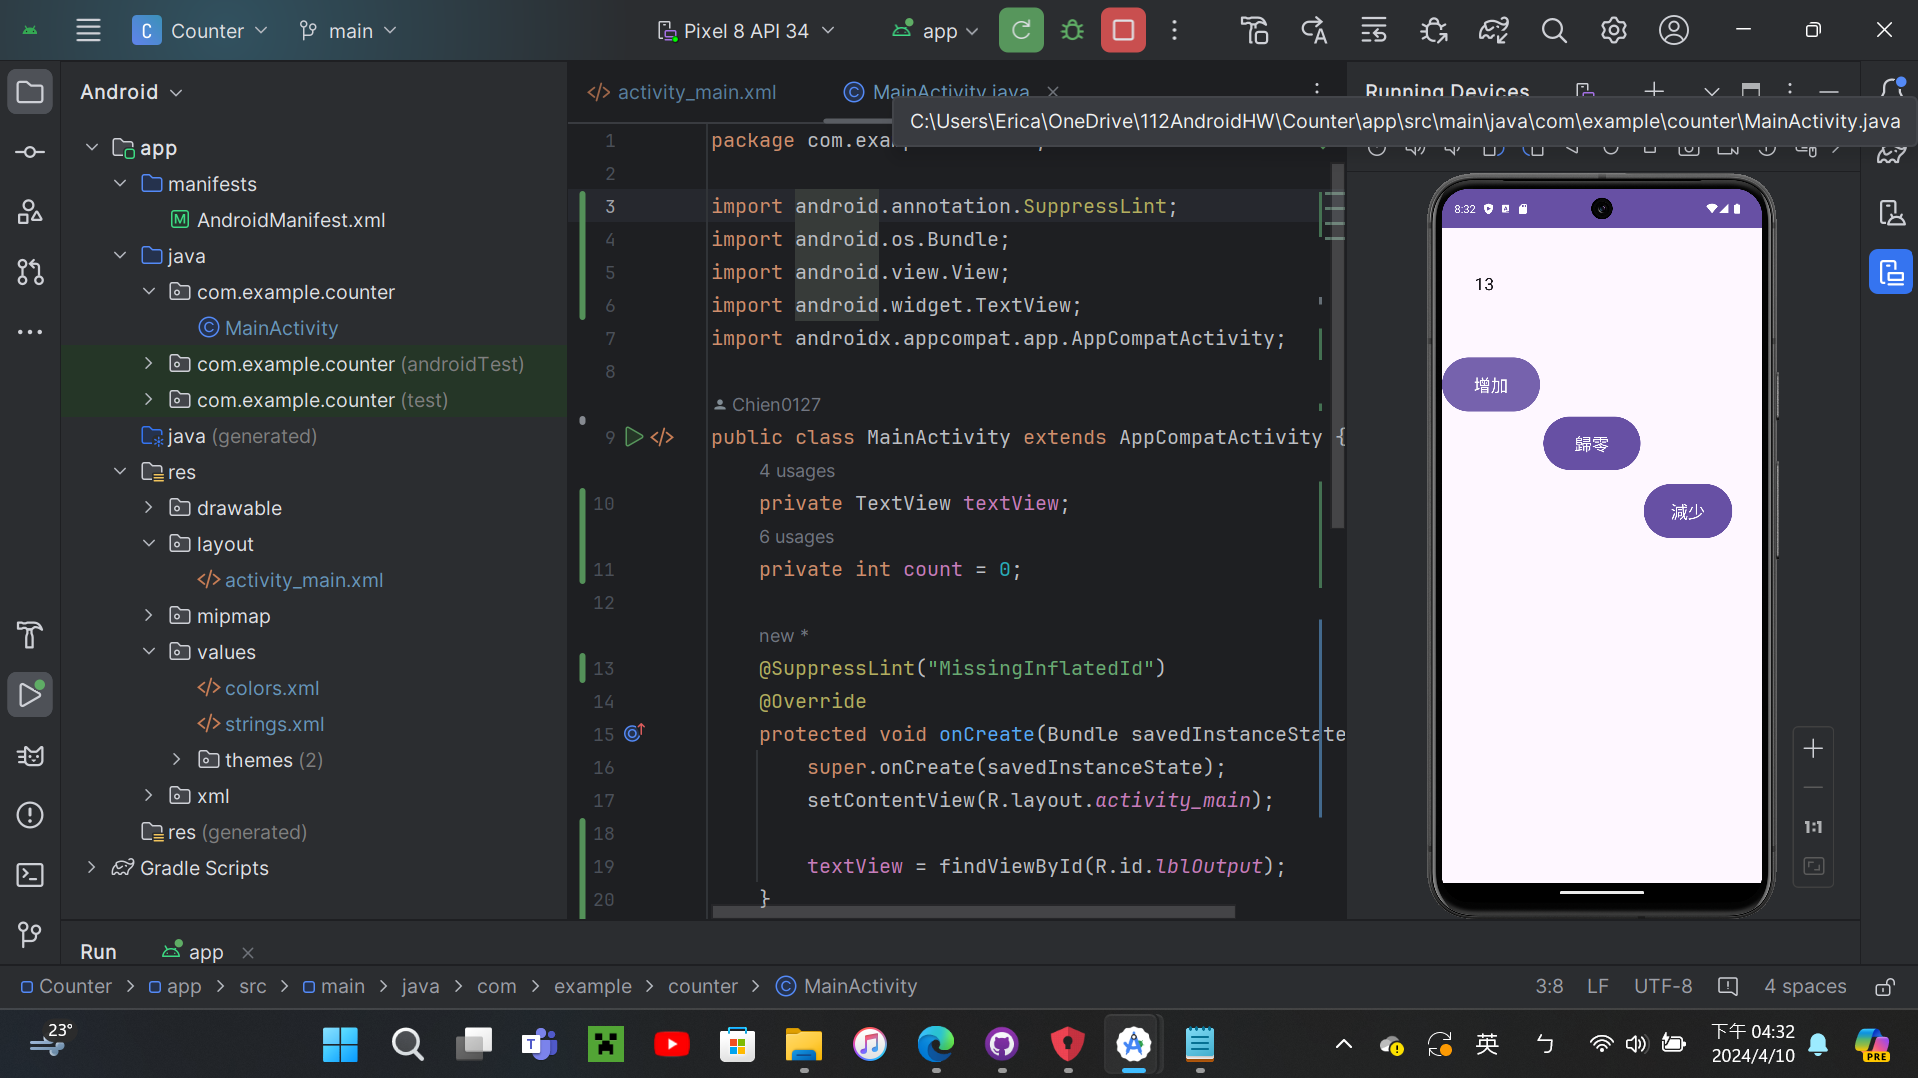 C
Counter
main
Pixel 8 API 34
app
Android
activity_main.xml
MainActivity.java
Running Devices
C:\Users\Erica\OneDrive\112AndroidHW\Counter\app\src\main\java\com\example\counter\MainActivity.java
app
manifests
AndroidManifest.xml
java
com.example.counter
MainActivity
com.example.counter (androidTest)
com.example.counter (test)
java (generated)
res
drawable
layout
activity_main.xml
mipmap
values
colors.xml
strings.xml
themes (2)
xml
res (generated)
Gradle Scripts
1 package com.exa
2
3 import android.annotation.SuppressLint;
4 import android.os.Bundle;
5 import android.view.View;
6 import android.widget.TextView;
7 import androidx.appcompat.app.AppCompatActivity;
8
Chien0127
9 public class MainActivity extends AppCompatActivity {
4 usages
10 private TextView textView;
6 usages
11 private int count = 0;
12
new *
13 @SuppressLint("MissingInflatedId")
14 @Override
15 protected void onCreate(Bundle savedInstanceState
16 super.onCreate(savedInstanceState);
17 setContentView(R.layout.activity_main);
18
19 textView = findViewById(R.id.lblOutput);
20 }
8:32
13
增加
歸零
減少
1:1
Run
app
Counter > app > src > main > java > com > example > counter > MainActivity
3:8
LF
UTF-8
4 spaces
23°
英
ㄅ
下午 04:32
2024/4/10
PRE